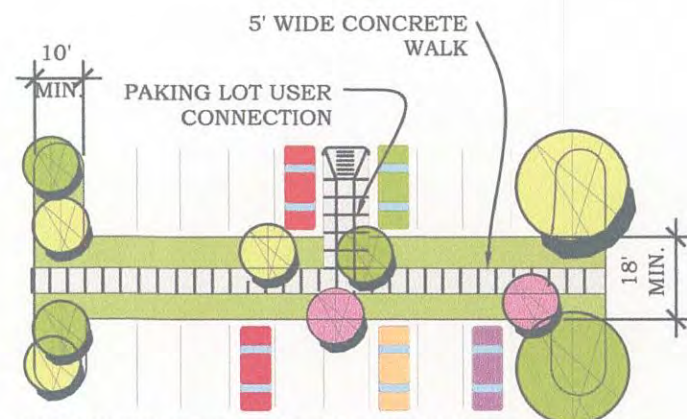 5' WIDE CONCRETE
WALK
10'
MIN.
PAKING LOT USER
CONNECTION
18'
MIN.